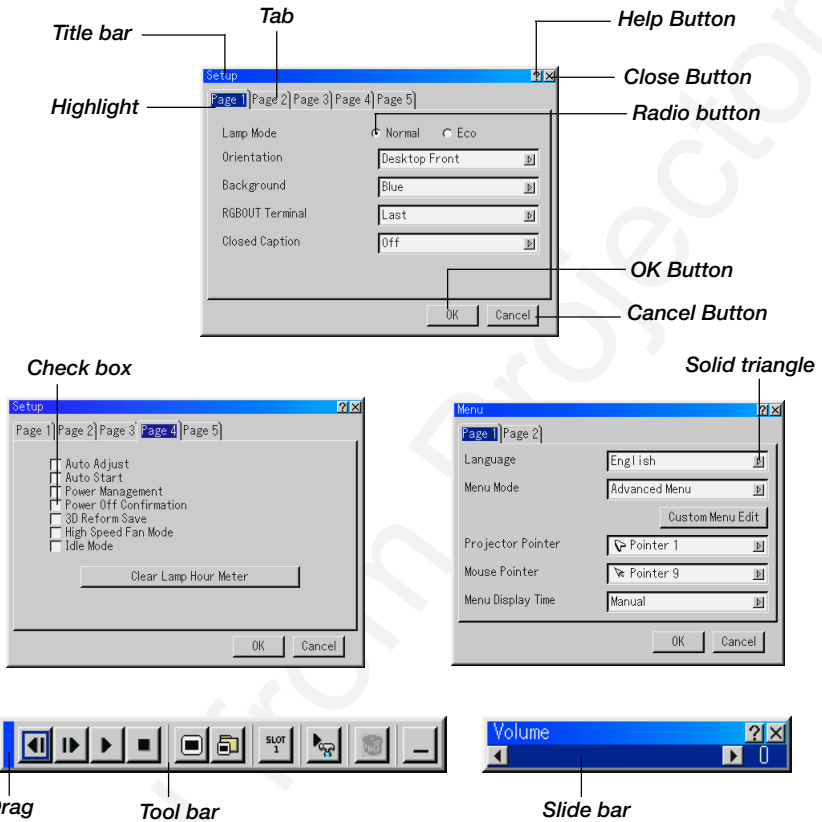 Tab
Title bar
Help Button
Setup
Close Button
Highlight
Page 1 Page 2 Page 3 Page 4 Page 5
Radio button
Lamp Mode Normal Eco
Orientation Desktop Front
Background Blue
RGBOUT Terminal Last
Closed Caption Off
OK Button
OK Cancel
Cancel Button
Check box
Solid triangle
Setup
Page 1 Page 2 Page 3 Page 4 Page 5
Auto Adjust
Auto Start
Power Management
Power Off Confirmation
3D Reform Save
High Speed Fan Mode
Idle Mode
Clear Lamp Hour Meter
OK Cancel
Menu
Page 1 Page 2
Language English
Menu Mode Advanced Menu
Custom Menu Edit
Projector Pointer Pointer 1
Mouse Pointer Pointer 9
Menu Display Time Manual
OK Cancel
SLOT
1
Volume
0
rag
Tool bar
Slide bar
from Projector